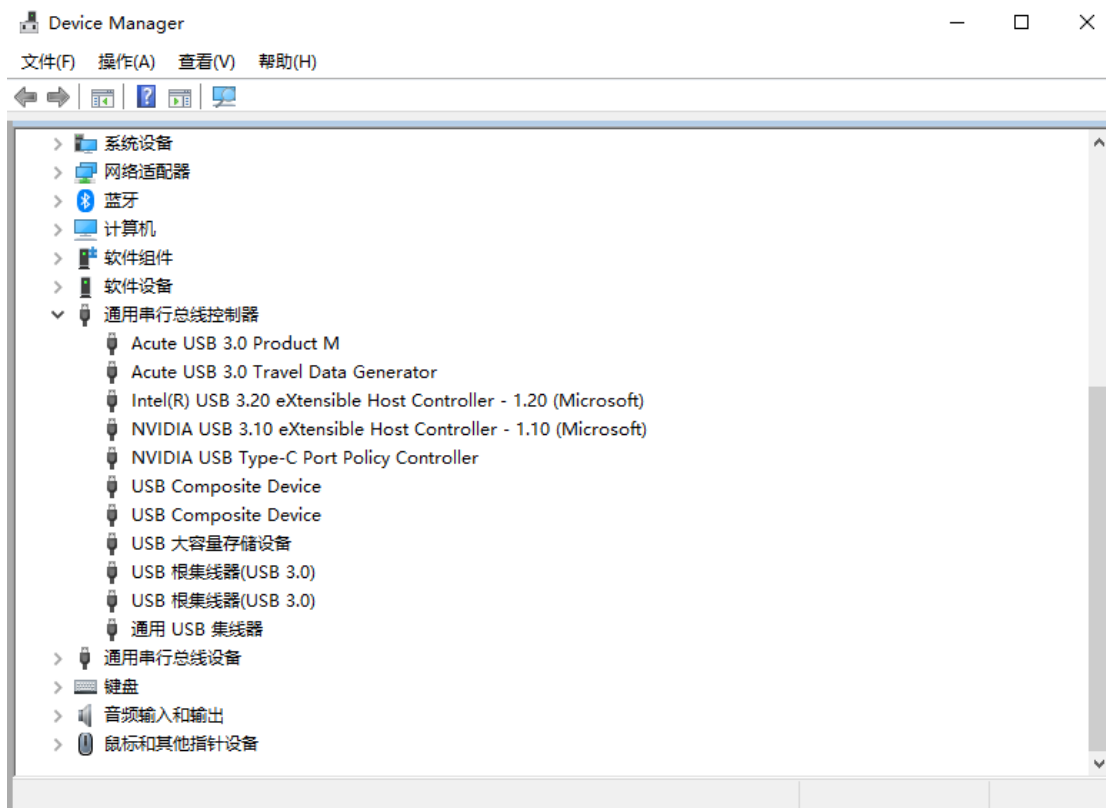 Device Manager
文件(F) 操作(A) 查看(V) 帮助(H)
系统设备
网络适配器
蓝牙
计算机
软件组件
软件设备
通用串行总线控制器
Acute USB 3.0 Product M
Acute USB 3.0 Travel Data Generator
Intel(R) USB 3.20 eXtensible Host Controller - 1.20 (Microsoft)
NVIDIA USB 3.10 eXtensible Host Controller - 1.10 (Microsoft)
NVIDIA USB Type-C Port Policy Controller
USB Composite Device
USB Composite Device
USB 大容量存储设备
USB 根集线器(USB 3.0)
USB 根集线器(USB 3.0)
通用 USB 集线器
通用串行总线设备
键盘
音频输入和输出
鼠标和其他指针设备